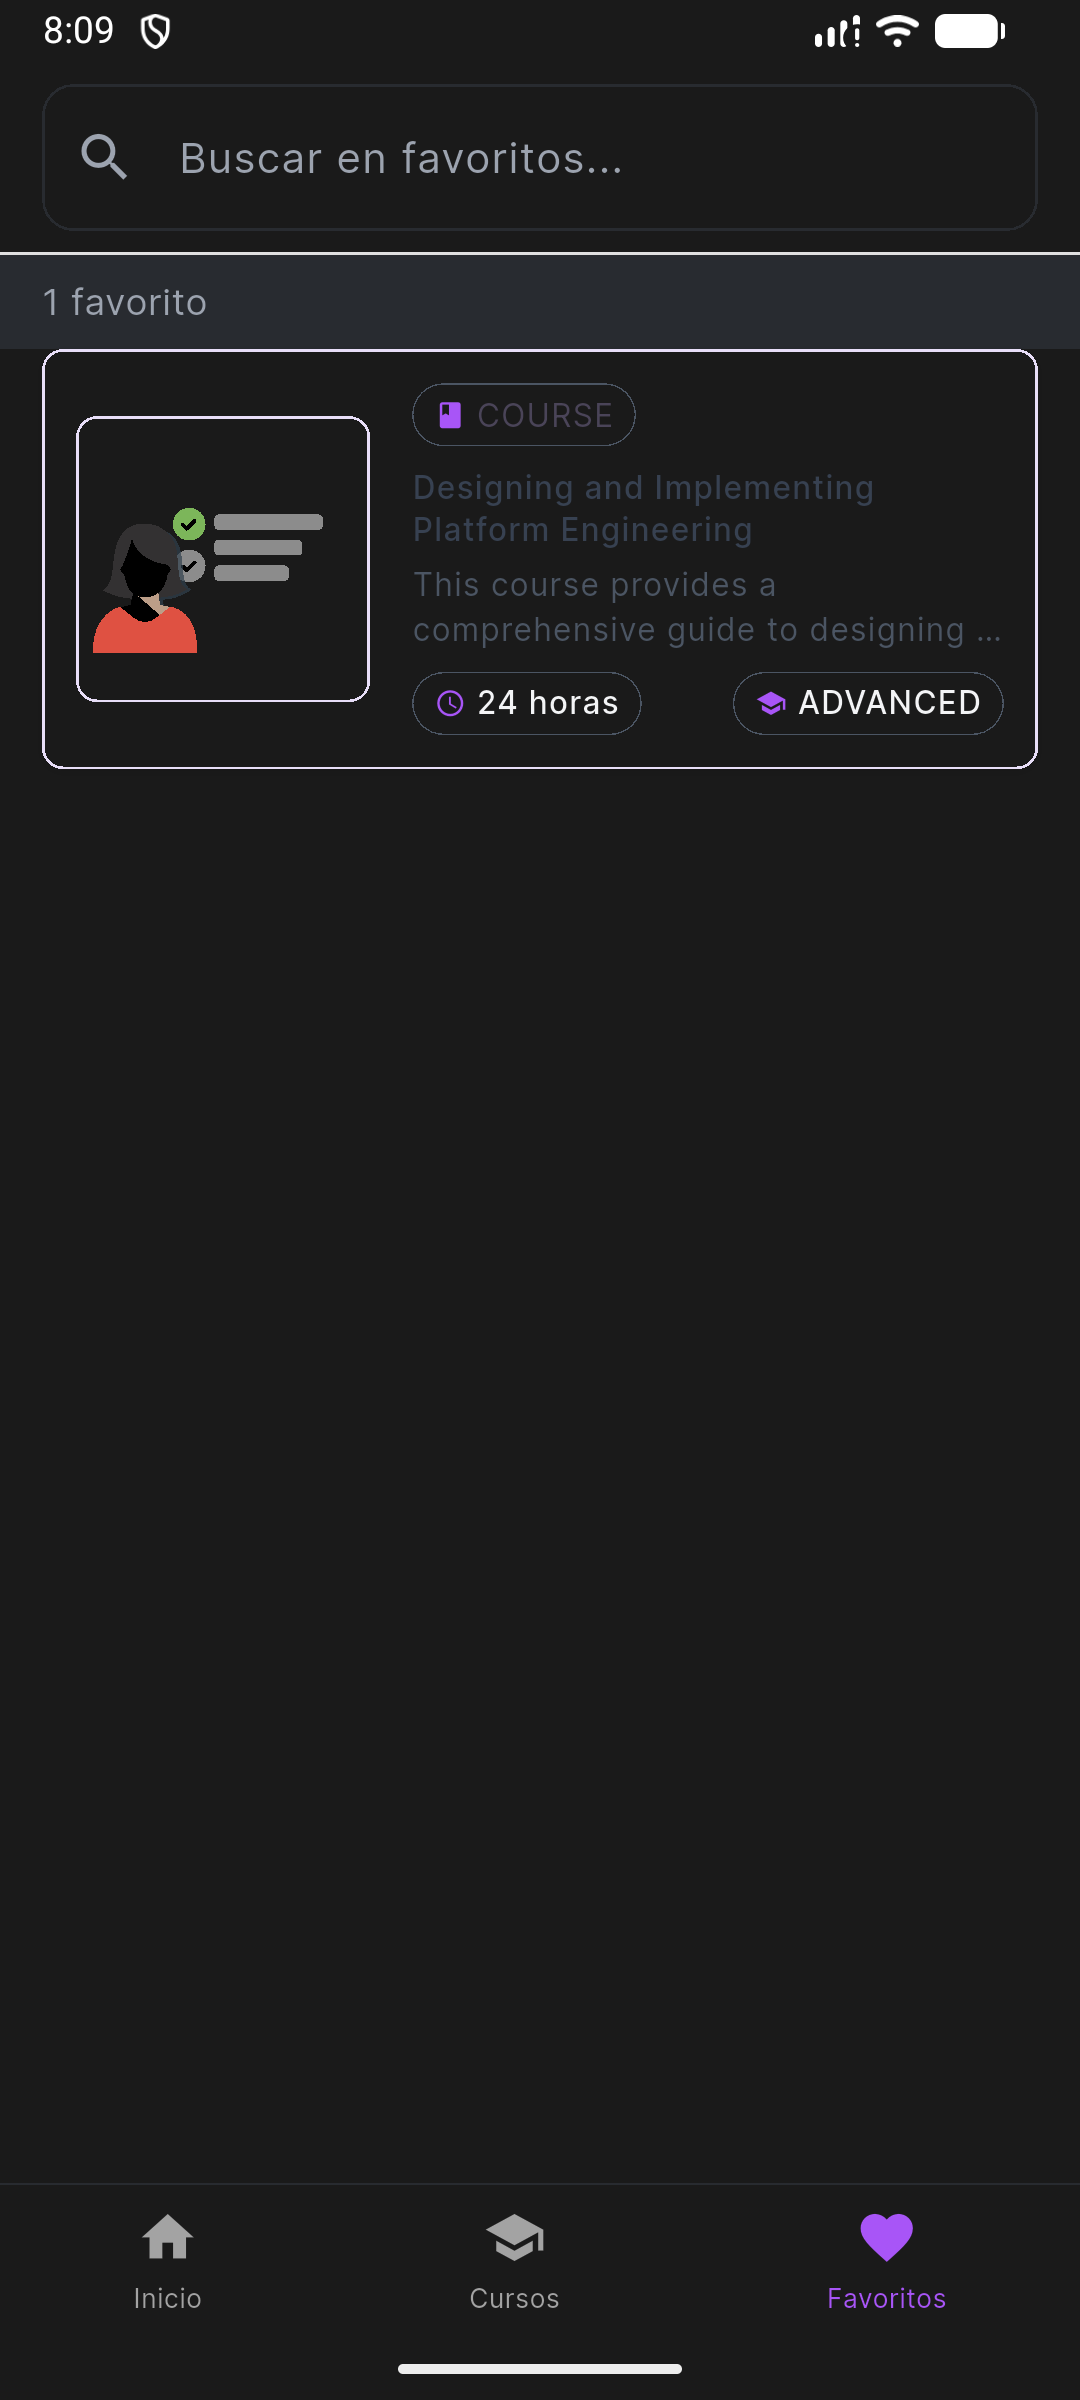 8:09
Buscar en favoritos...
1 favorito
COURSE
Designing and Implementing
Platform Engineering
This course provides a
comprehensive guide to designing ...
24 horas
ADVANCED
Inicio
Cursos
Favoritos